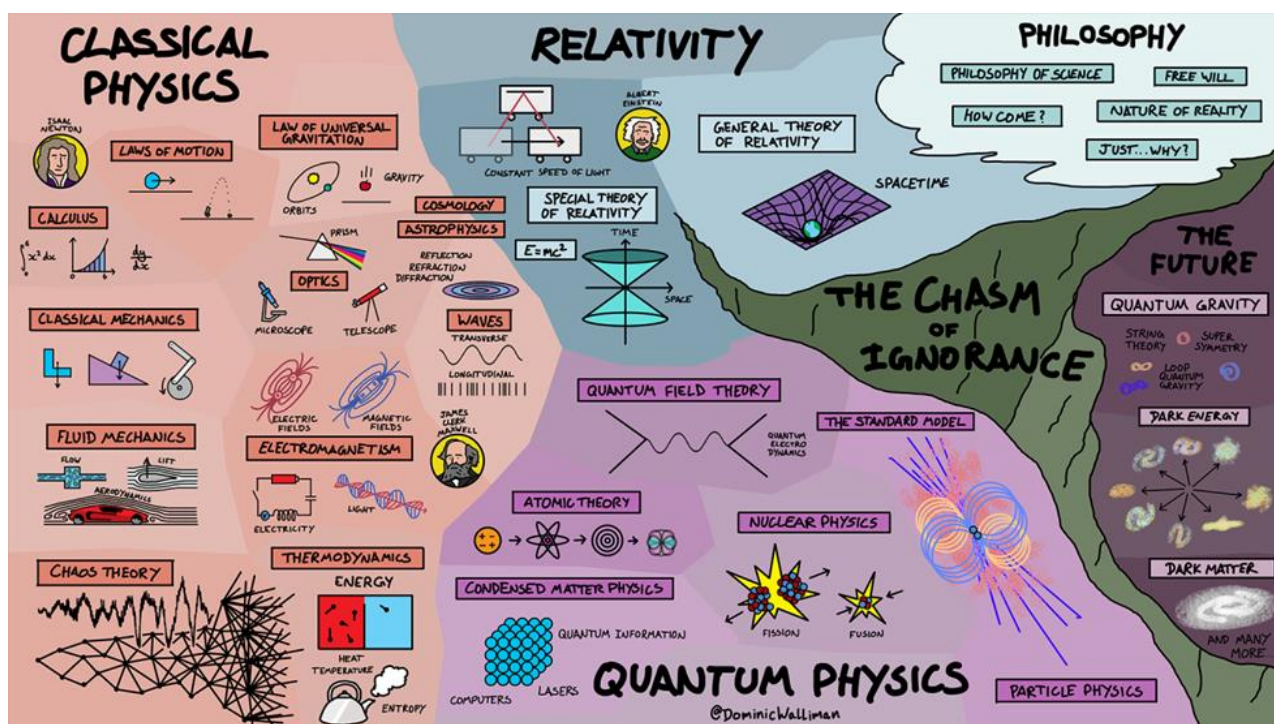 CLASSICAL
PHYSICS
ISAAC
NEWTON
LAWS OF MOTION
LAW OF UNIVERSAL
GRAVITATION
GRAVITY
ORBITS
CALCULUS
∫ x² dx
dy
dx
PRISM
OPTICS
MICROSCOPE
TELESCOPE
COSMOLOGY
ASTROPHYSICS
REFLECTION
REFRACTION
DIFFRACTION
WAVES
TRANSVERSE
LONGITUDINAL
CLASSICAL MECHANICS
ELECTRIC
FIELDS
MAGNETIC
FIELDS
JAMES
CLERK
MAXWELL
FLUID MECHANICS
FLOW
LIFT
AERODYNAMICS
ELECTROMAGNETISM
ELECTRICITY
LIGHT
CHAOS THEORY
THERMODYNAMICS
ENERGY
HEAT
TEMPERATURE
ENTROPY
RELATIVITY
ALBERT
EINSTEIN
CONSTANT SPEED OF LIGHT
SPECIAL THEORY
OF RELATIVITY
E=mc²
TIME
SPACE
GENERAL THEORY
OF RELATIVITY
SPACETIME
PHILOSOPHY
PHILOSOPHY OF SCIENCE
FREE WILL
HOW COME?
NATURE OF REALITY
JUST...WHY?
THE CHASM
OF
IGNORANCE
THE
FUTURE
QUANTUM GRAVITY
STRING
THEORY
SUPER
SYMMETRY
LOOP
QUANTUM
GRAVITY
DARK ENERGY
DARK MATTER
AND MANY
MORE...
QUANTUM FIELD THEORY
QUANTUM
ELECTRO
DYNAMICS
THE STANDARD MODEL
ATOMIC THEORY
NUCLEAR PHYSICS
FISSION
FUSION
CONDENSED MATTER PHYSICS
QUANTUM INFORMATION
LASERS
COMPUTERS
QUANTUM PHYSICS
@DominicWalliman
PARTICLE PHYSICS